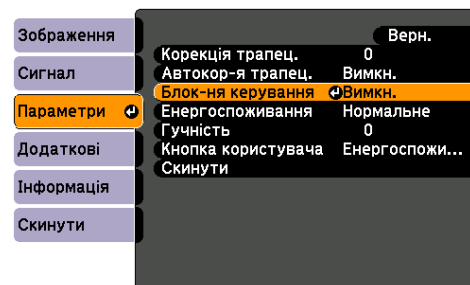 Зображення
Сигнал
Параметри
Додаткові
Інформація
Скинути
Верн.
Корекція трапец. 0
Автокор-я трапец. Вимкн.
Блок-ня керування Вимкн.
Енергоспоживання Нормальне
Гучність 0
Кнопка користувача Енергоспожи...
Скинути